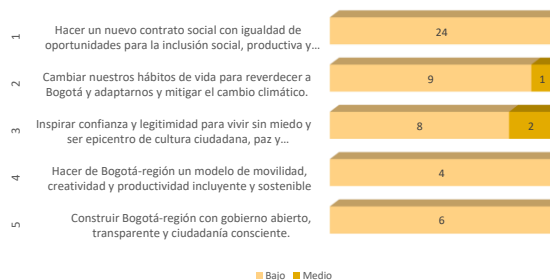 1
Hacer un nuevo contrato social con igualdad de
oportunidades para la inclusión social, productiva y…
24
2
Cambiar nuestros hábitos de vida para reverdecer a
Bogotá y adaptarnos y mitigar el cambio climático.
9
1
3
Inspirar confianza y legitimidad para vivir sin miedo y
ser epicentro de cultura ciudadana, paz y…
8
2
4
Hacer de Bogotá-región un modelo de movilidad,
creatividad y productividad incluyente y sostenible
4
5
Construir Bogotá-región con gobierno abierto,
transparente y ciudadanía consciente.
6
Bajo Medio